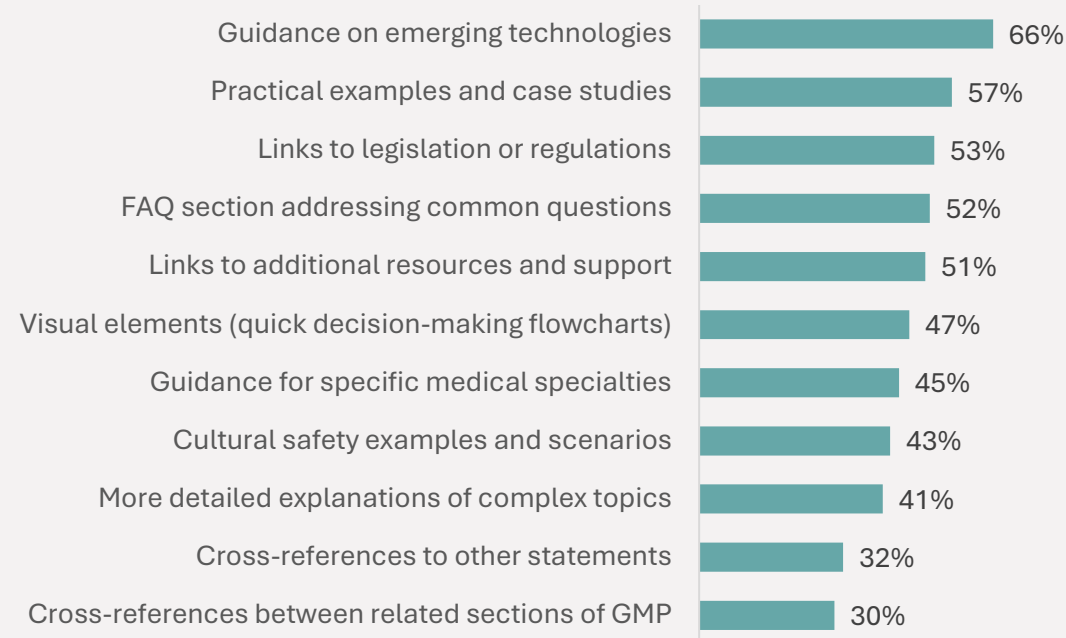 Guidance on emerging technologies 66%
Practical examples and case studies 57%
Links to legislation or regulations 53%
FAQ section addressing common questions 52%
Links to additional resources and support 51%
Visual elements (quick decision-making flowcharts) 47%
Guidance for specific medical specialties 45%
Cultural safety examples and scenarios 43%
More detailed explanations of complex topics 41%
Cross-references to other statements 32%
Cross-references between related sections of GMP 30%